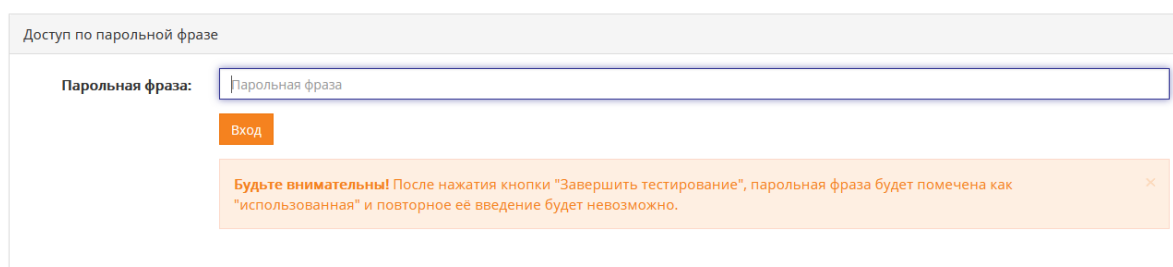 Доступ по парольной фразе
Парольная фраза:
Парольная фраза
Вход
Будьте внимательны! После нажатия кнопки "Завершить тестирование", парольная фраза будет помечена как
"использованная" и повторное её введение будет невозможно.
×